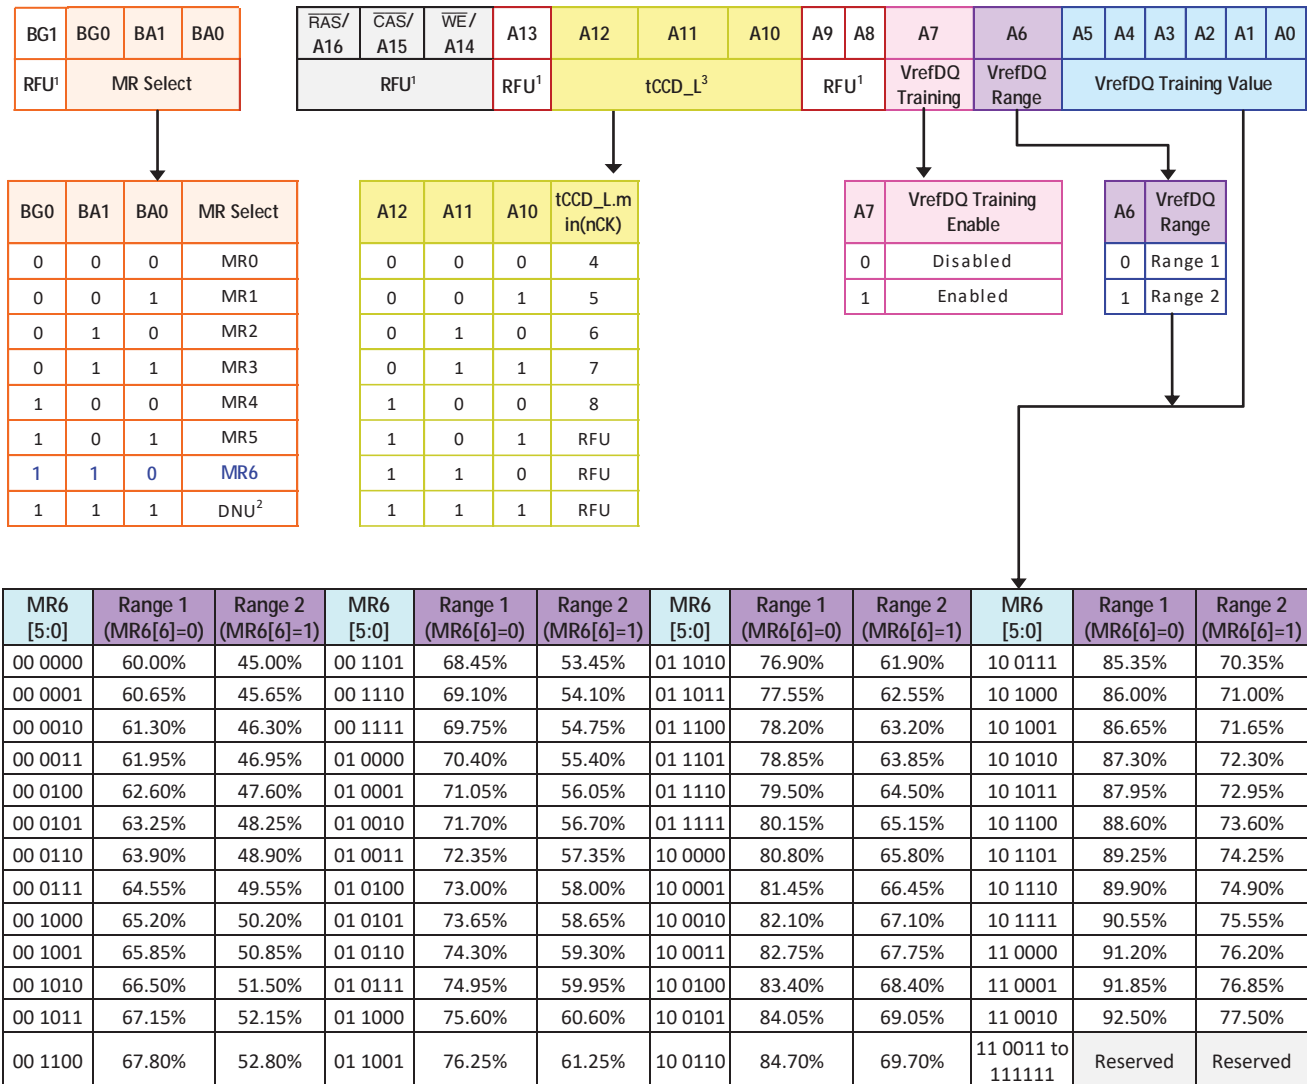 BG1 BG0 BA1 BA0 RAS/ A16 CAS/ A15 WE/ A14 A13 A12 A11 A10 A9 A8 A7 A6 A5 A4 A3 A2 A1 A0
RFU¹ MR Select RFU¹ RFU¹ tCCD_L³ RFU¹ VrefDQ Training VrefDQ Range VrefDQ Training Value
BG0 BA1 BA0 MR Select
0 0 0 MR0
0 0 1 MR1
0 1 0 MR2
0 1 1 MR3
1 0 0 MR4
1 0 1 MR5
1 1 0 MR6
1 1 1 DNU²
A12 A11 A10 tCCD_L.m in(nCK)
0 0 0 4
0 0 1 5
0 1 0 6
0 1 1 7
1 0 0 8
1 0 1 RFU
1 1 0 RFU
1 1 1 RFU
A7 VrefDQ Training Enable
0 Disabled
1 Enabled
A6 VrefDQ Range
0 Range 1
1 Range 2
MR6 [5:0] Range 1 (MR6[6]=0) Range 2 (MR6[6]=1) MR6 [5:0] Range 1 (MR6[6]=0) Range 2 (MR6[6]=1) MR6 [5:0] Range 1 (MR6[6]=0) Range 2 (MR6[6]=1) MR6 [5:0] Range 1 (MR6[6]=0) Range 2 (MR6[6]=1)
00 0000 60.00% 45.00% 00 1101 68.45% 53.45% 01 1010 76.90% 61.90% 10 0111 85.35% 70.35%
00 0001 60.65% 45.65% 00 1110 69.10% 54.10% 01 1011 77.55% 62.55% 10 1000 86.00% 71.00%
00 0010 61.30% 46.30% 00 1111 69.75% 54.75% 01 1100 78.20% 63.20% 10 1001 86.65% 71.65%
00 0011 61.95% 46.95% 01 0000 70.40% 55.40% 01 1101 78.85% 63.85% 10 1010 87.30% 72.30%
00 0100 62.60% 47.60% 01 0001 71.05% 56.05% 01 1110 79.50% 64.50% 10 1011 87.95% 72.95%
00 0101 63.25% 48.25% 01 0010 71.70% 56.70% 01 1111 80.15% 65.15% 10 1100 88.60% 73.60%
00 0110 63.90% 48.90% 01 0011 72.35% 57.35% 10 0000 80.80% 65.80% 10 1101 89.25% 74.25%
00 0111 64.55% 49.55% 01 0100 73.00% 58.00% 10 0001 81.45% 66.45% 10 1110 89.90% 74.90%
00 1000 65.20% 50.20% 01 0101 73.65% 58.65% 10 0010 82.10% 67.10% 10 1111 90.55% 75.55%
00 1001 65.85% 50.85% 01 0110 74.30% 59.30% 10 0011 82.75% 67.75% 11 0000 91.20% 76.20%
00 1010 66.50% 51.50% 01 0111 74.95% 59.95% 10 0100 83.40% 68.40% 11 0001 91.85% 76.85%
00 1011 67.15% 52.15% 01 1000 75.60% 60.60% 10 0101 84.05% 69.05% 11 0010 92.50% 77.50%
00 1100 67.80% 52.80% 01 1001 76.25% 61.25% 10 0110 84.70% 69.70% 11 0011 to 111111 Reserved Reserved